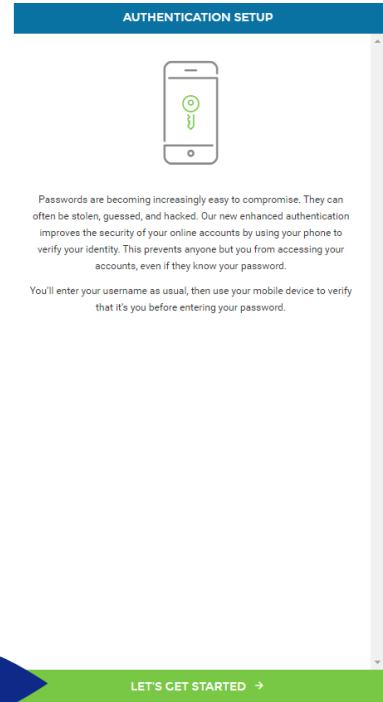 AUTHENTICATION SETUP
Passwords are becoming increasingly easy to compromise. They can
often be stolen, guessed, and hacked. Our new enhanced authentication
improves the security of your online accounts by using your phone to
verify your identity. This prevents anyone but you from accessing your
accounts, even if they know your password.
You'll enter your username as usual, then use your mobile device to verify
that it's you before entering your password.
LET'S GET STARTED →